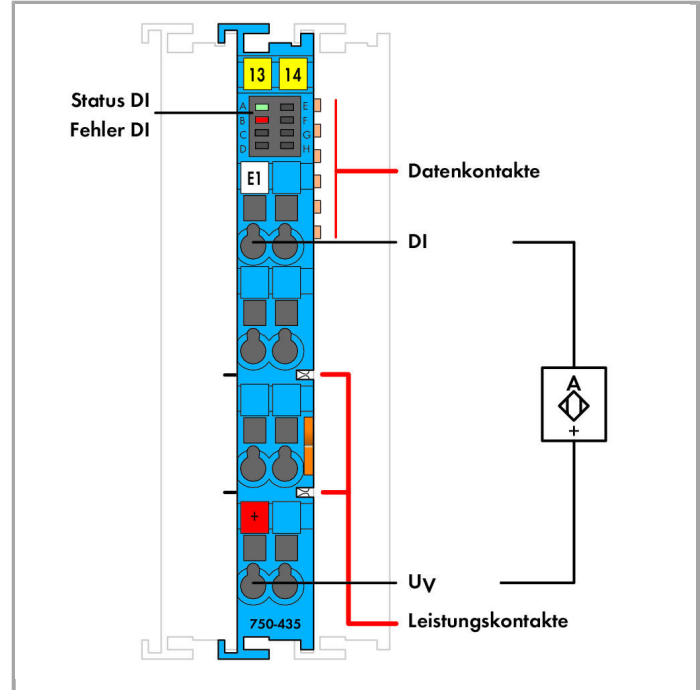 13 14
Status DI
Fehler DI
A E
B F
C G
D H
E1
Datenkontakte
DI
A
+
+
UV
Leistungskontakte
750-435